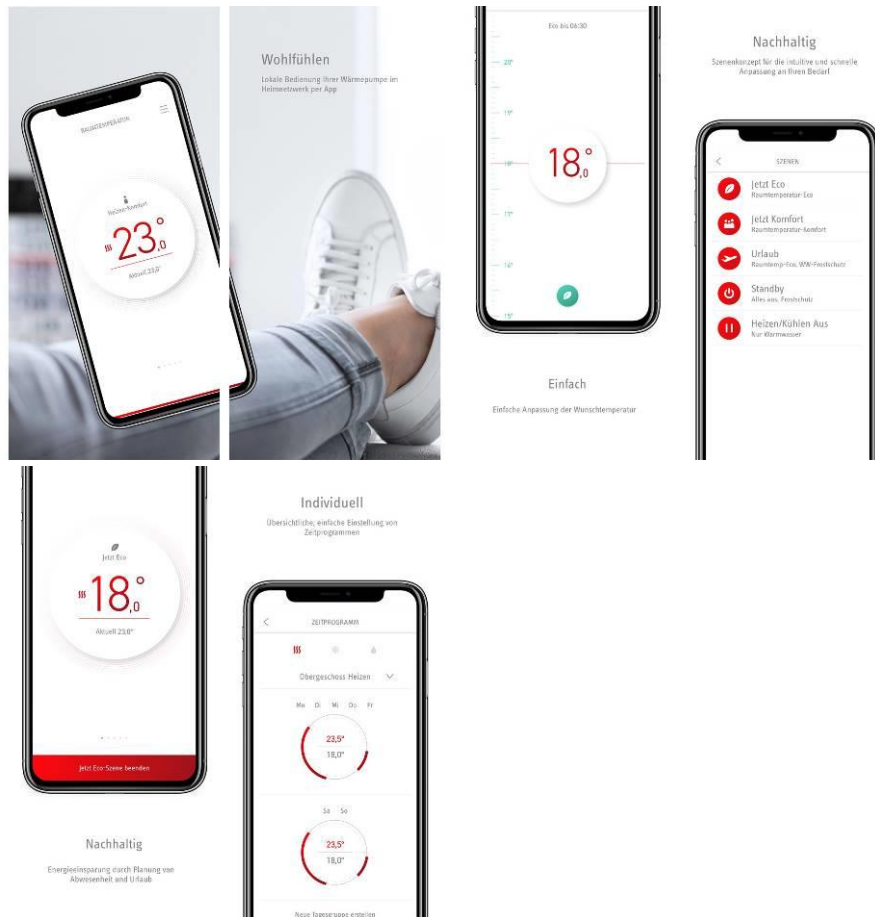 RAUMTEMPERATUR
Heizen-Komfort
23,0°
Aktuell 23,0°
Wohlfühlen
Lokale Bedienung Ihrer Wärmepumpe im
Heimnetzwerk per App
Eco bis 06:30
20°
19°
18°
17°
16°
15°
18,0°
Einfach
Einfache Anpassung der Wunschtemperatur
Nachhaltig
Szenenkonzept für die intuitive und schnelle
Anpassung an Ihren Bedarf
SZENEN
Jetzt Eco
Raumtemperatur-Eco
Jetzt Komfort
Raumtemperatur-Komfort
Urlaub
Raumtemp-Eco, WW-Frostschutz
Standby
Alles aus, Frostschutz
Heizen/Kühlen Aus
Nur Warmwasser
Jetzt Eco
18,0°
Aktuell 23,0°
Jetzt Eco-Szene beenden
Nachhaltig
Energieeinsparung durch Planung von
Abwesenheit und Urlaub
Individuell
Übersichtliche, einfache Einstellung von
Zeitprogrammen
ZEITPROGRAMM
Obergeschoss Heizen
Mo Di Mi Do Fr
23,5°
18,0°
Sa So
23,5°
18,0°
Neue Tagesgruppe erstellen